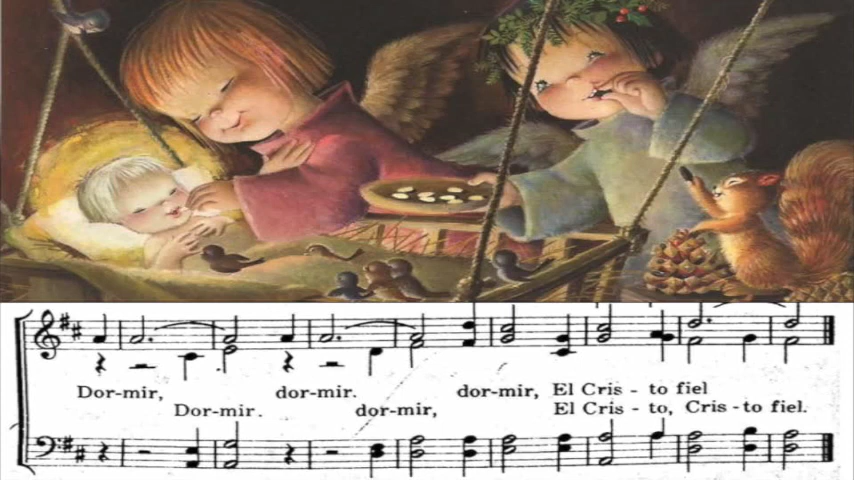 Dor-mir, dor-mir. dor-mir, El Cris - to fiel
Dor-mir. dor-mir, El Cris - to, Cris - to fiel.